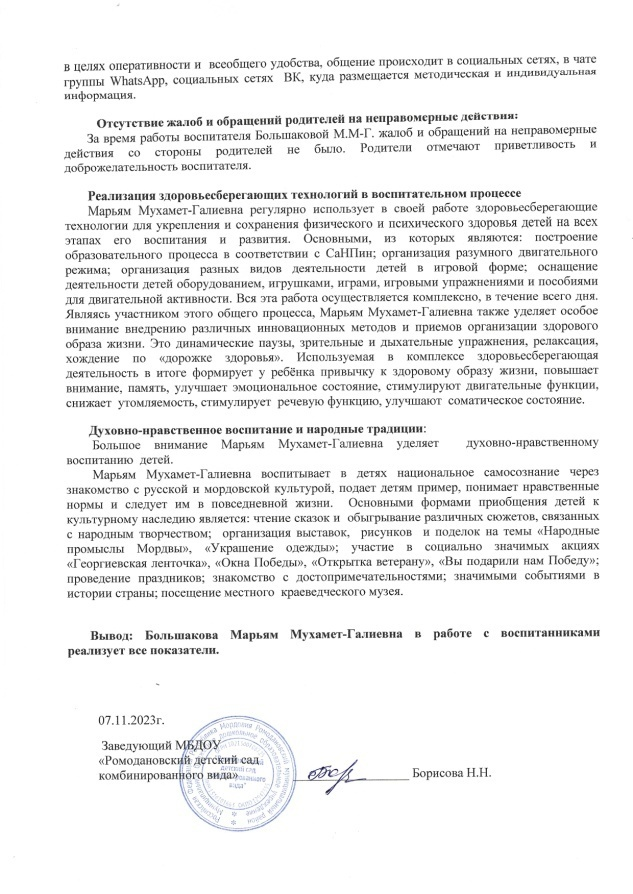 в целях оперативности и всеобщего удобства, общение происходит в социальных сетях, в чате
группы WhatsApp, социальных сетях ВК, куда размещается методическая и индивидуальная
информация.
Отсутствие жалоб и обращений родителей на неправомерные действия:
За время работы воспитателя Большаковой М.М-Г. жалоб и обращений на неправомерные
действия со стороны родителей не было. Родители отмечают приветливость и
доброжелательность воспитателя.
Реализация здоровьесберегающих технологий в воспитательном процессе
Марьям Мухамет-Галиевна регулярно использует в своей работе здоровьесберегающие
технологии для укрепления и сохранения физического и психического здоровья детей на всех
этапах его воспитания и развития. Основными, из которых являются: построение
образовательного процесса в соответствии с СаНПин; организация разумного двигательного
режима; организация разных видов деятельности детей в игровой форме; оснащение
деятельности детей оборудованием, игрушками, играми, игровыми упражнениями и пособиями
для двигательной активности. Вся эта работа осуществляется комплексно, в течение всего дня.
Являясь участником этого общего процесса, Марьям Мухамет-Галиевна также уделяет особое
внимание внедрению различных инновационных методов и приемов организации здорового
образа жизни. Это динамические паузы, зрительные и дыхательные упражнения, релаксация,
хождение по «дорожке здоровья». Используемая в комплексе здоровьесберегающая
деятельность в итоге формирует у ребёнка привычку к здоровому образу жизни, повышает
внимание, память, улучшает эмоциональное состояние, стимулируют двигательные функции,
снижает утомляемость, стимулирует речевую функцию, улучшают соматическое состояние.
Духовно-нравственное воспитание и народные традиции:
Большое внимание Марьям Мухамет-Галиевна уделяет духовно-нравственному
воспитанию детей.
Марьям Мухамет-Галиевна воспитывает в детях национальное самосознание через
знакомство с русской и мордовской культурой, подает детям пример, понимает нравственные
нормы и следует им в повседневной жизни. Основными формами приобщения детей к
культурному наследию является: чтение сказок и обыгрывание различных сюжетов, связанных
с народным творчеством; организация выставок, рисунков и поделок на темы «Народные
промыслы Мордвы», «Украшение одежды»; участие в социально значимых акциях
«Георгиевская ленточка», «Окна Победы», «Открытка ветерану», «Вы подарили нам Победу»;
проведение праздников; знакомство с достопримечательностями; значимыми событиями в
истории страны; посещение местного краеведческого музея.
Вывод: Большакова Марьям Мухамет-Галиевна в работе с воспитанниками
реализует все показатели.
07.11.2023г.
Заведующий МБДОУ
«Ромодановский детский сад
комбинированного вида» Борисова Н.Н.